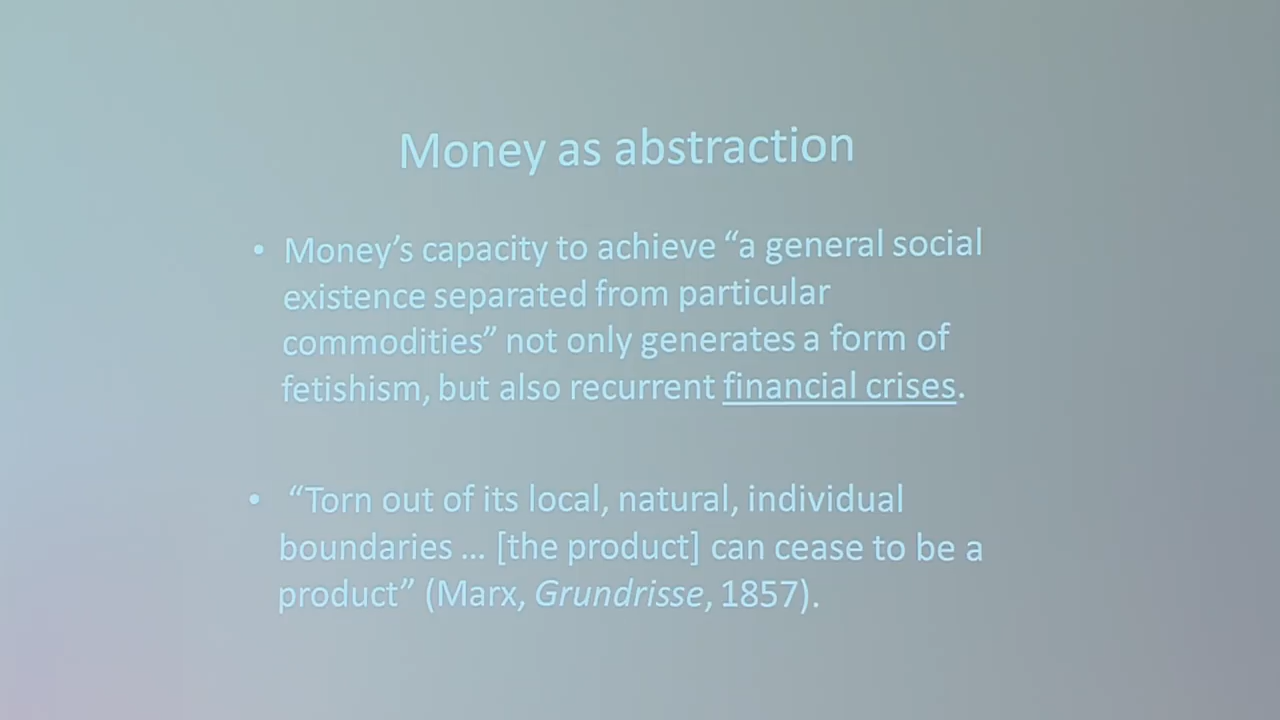 Money as abstraction
• Money’s capacity to achieve “a general social
existence separated from particular
commodities” not only generates a form of
fetishism, but also recurrent financial crises.
• “Torn out of its local, natural, individual
boundaries ... [the product] can cease to be a
product” (Marx, Grundrisse, 1857).